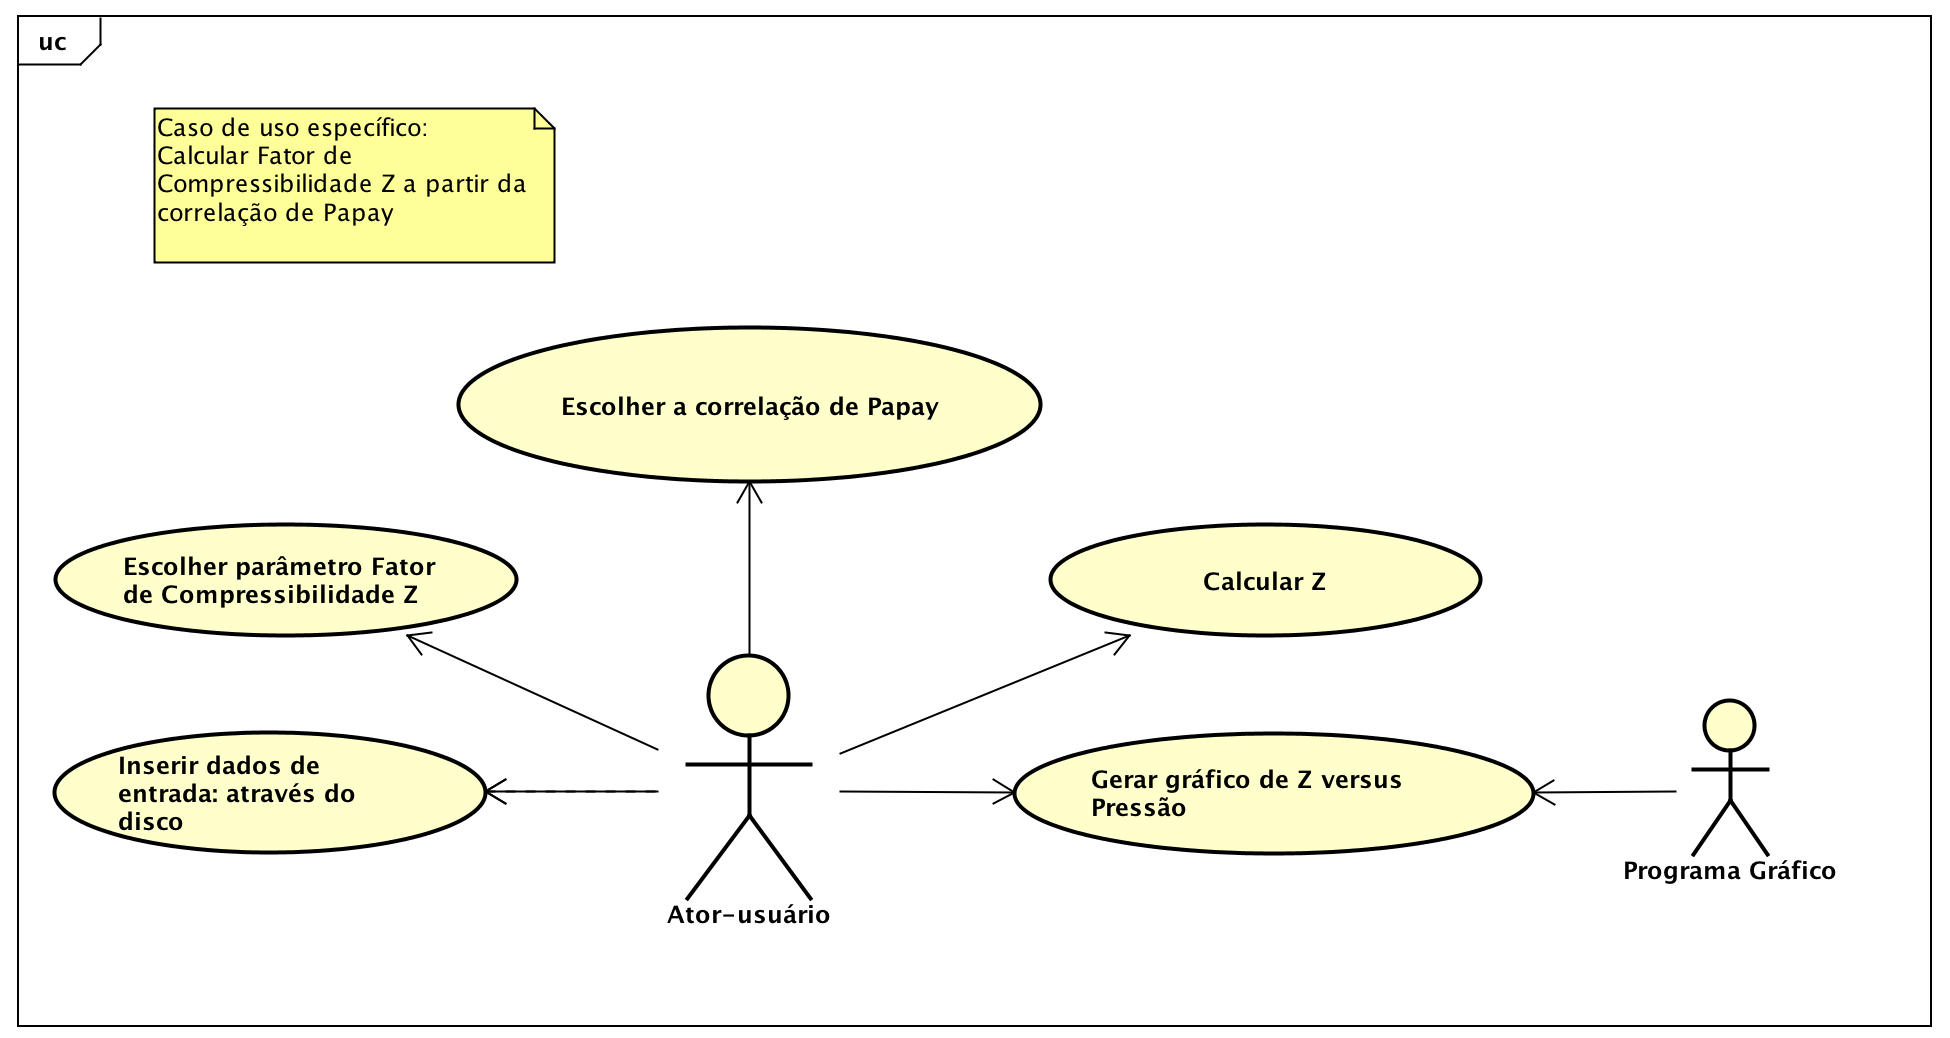 uc
Caso de uso específico:
Calcular Fator de
Compressibilidade Z a partir da
correlação de Papay
Escolher a correlação de Papay
Escolher parâmetro Fator
de Compressibilidade Z
Calcular Z
Inserir dados de
entrada: através do
disco
Gerar gráfico de Z versus
Pressão
Programa Gráfico
Ator-usuário